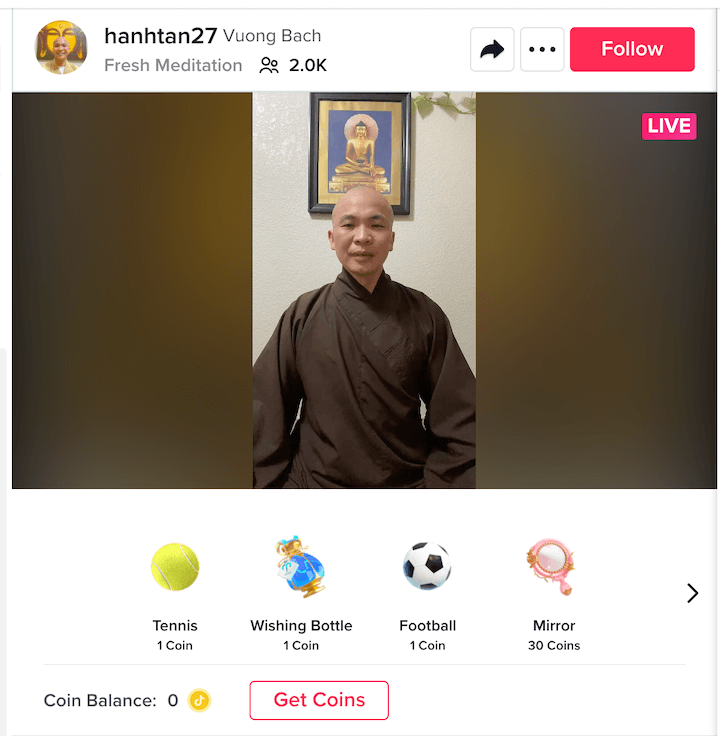 hanhtan27 Vuong Bach
Fresh Meditation 2.0K
Follow
LIVE
Tennis
1 Coin
Wishing Bottle
1 Coin
Football
1 Coin
Mirror
30 Coins
Coin Balance: 0
Get Coins